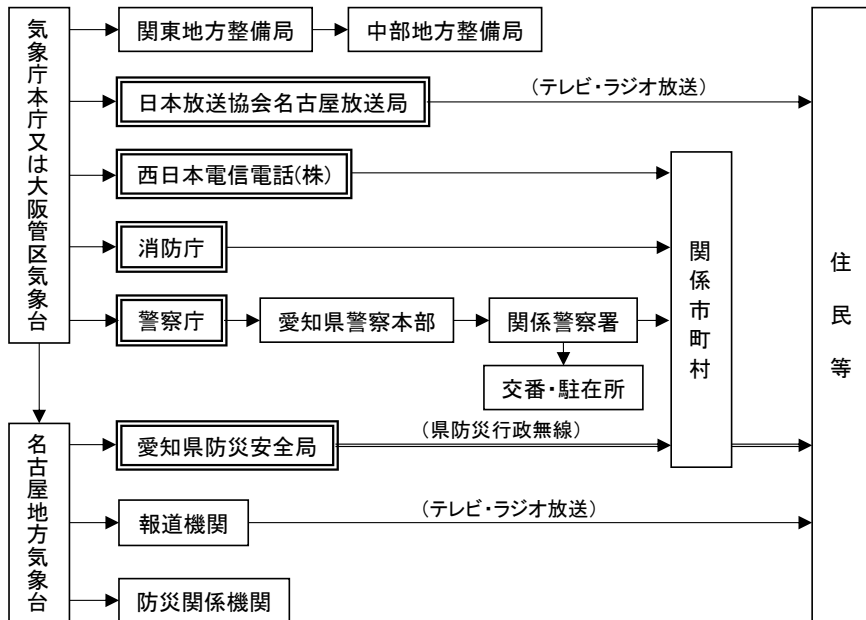 気象庁本庁又は大阪管区気象台
関東地方整備局
中部地方整備局
日本放送協会名古屋放送局
(テレビ・ラジオ放送)
西日本電信電話(株)
消防庁
警察庁
愛知県警察本部
関係警察署
交番・駐在所
関係市町村
住民等
名古屋地方気象台
愛知県防災安全局
(県防災行政無線)
報道機関
(テレビ・ラジオ放送)
防災関係機関